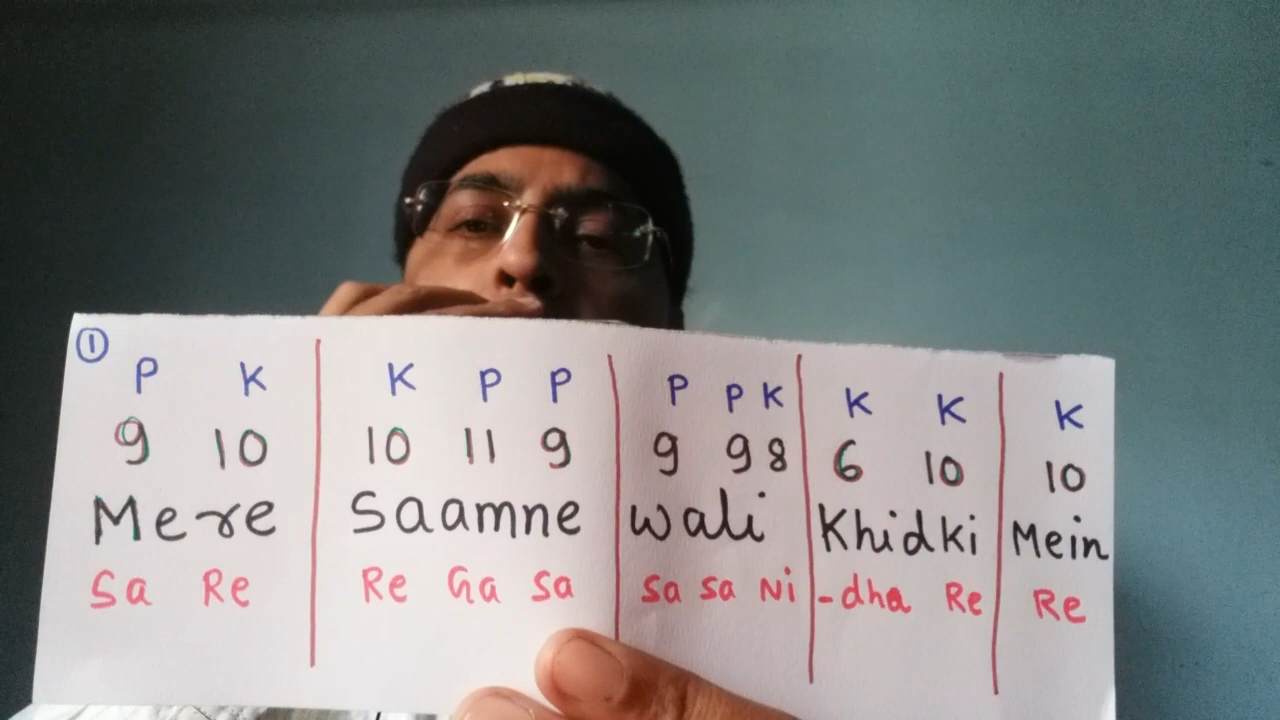 ①
P K K P P P P K K K K
9 10 10 11 9 9 9 8 6 10 10
Mere Saamne wali Khidki Mein
Sa Re Re Ga Sa Sa Sa Ni -dha Re Re